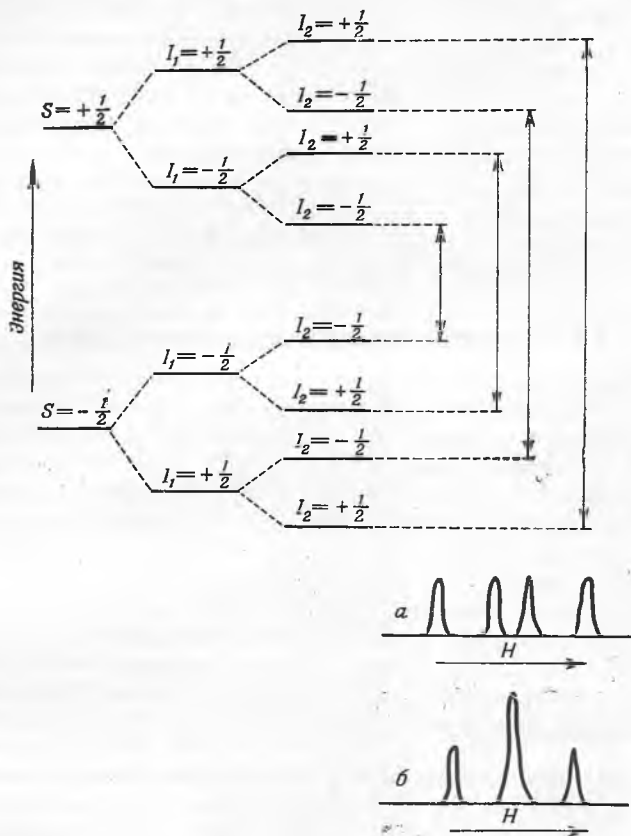 I₂ = +1/2
I₁ = +1/2
I₂ = -1/2
S = +1/2
I₂ = +1/2
I₁ = -1/2
I₂ = -1/2
Энергия
I₂ = -1/2
I₁ = -1/2
I₂ = +1/2
S = -1/2
I₂ = -1/2
I₁ = +1/2
I₂ = +1/2
а
H
б
H